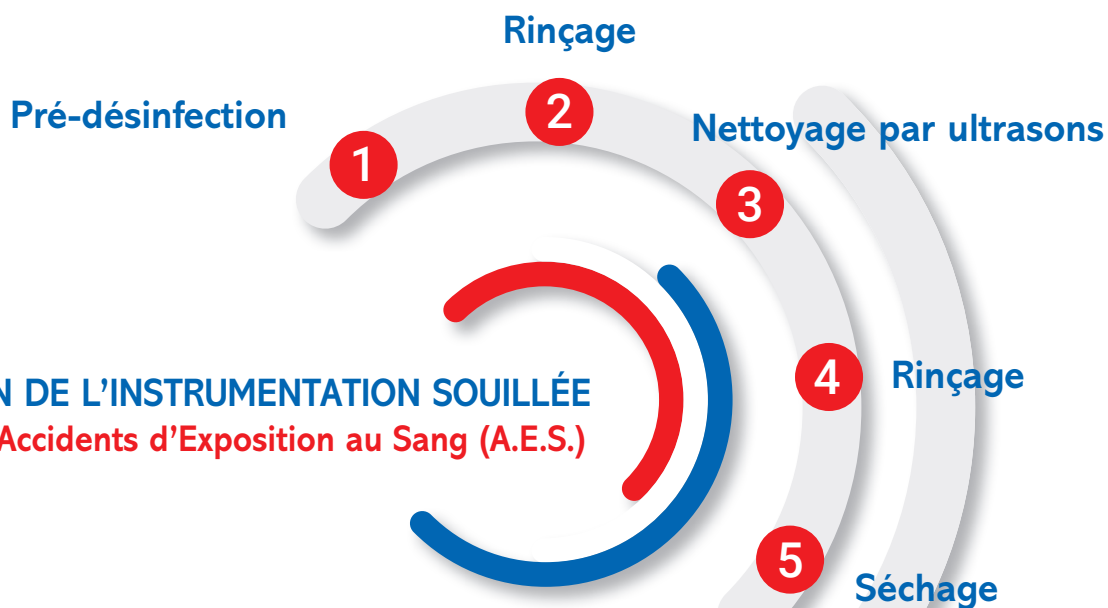 Rinçage
Pré-désinfection
2
Nettoyage par ultrasons
1
3
DE L'INSTRUMENTATION SOUILLÉE
4
Rinçage
Accidents d'Exposition au Sang (A.E.S.)
5
Séchage